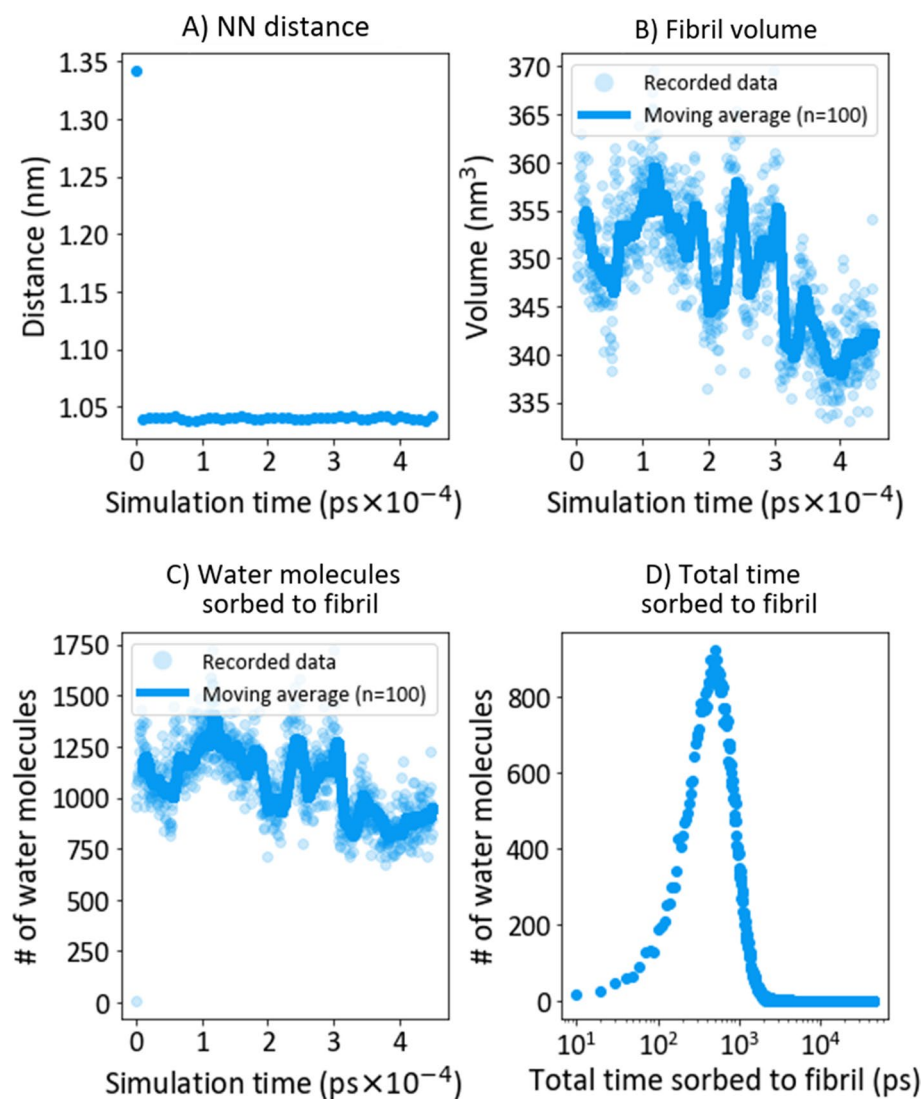 A) NN distance
1.35
1.30
1.25
1.20
1.15
1.10
1.05
Distance (nm)
0 1 2 3 4
Simulation time (ps×10⁻⁴)
B) Fibril volume
370
365
360
355
350
345
340
335
Volume (nm³)
Recorded data
Moving average (n=100)
0 1 2 3 4
Simulation time (ps×10⁻⁴)
C) Water molecules
sorbed to fibril
1750
1500
1250
1000
750
500
250
0
# of water molecules
Recorded data
Moving average (n=100)
0 1 2 3 4
Simulation time (ps×10⁻⁴)
D) Total time
sorbed to fibril
800
600
400
200
0
# of water molecules
10¹ 10² 10³ 10⁴
Total time sorbed to fibril (ps)